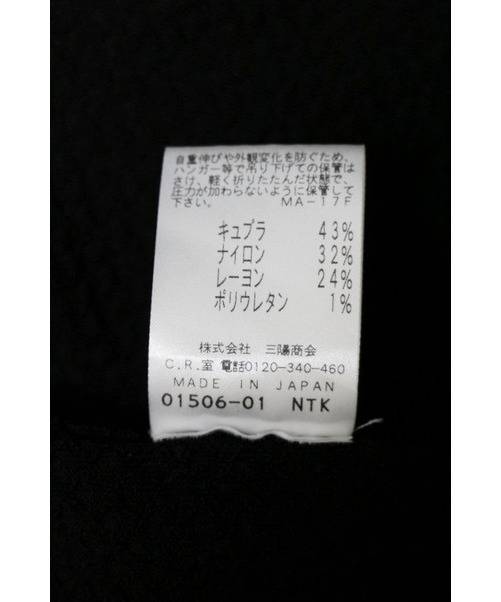 自重伸びや外観変化を防ぐため、
ハンガー等で吊り下げての保管は
さけ、軽く折りたたんだ状態で、
圧力が加わらないように保管して
下さい。 MA-17F
キュプラ 43%
ナイロン 32%
レーヨン 24%
ポリウレタン 1%
株式会社 三陽商会
C.R.室 電話0120-340-460
MADE IN JAPAN
01506-01 NTK